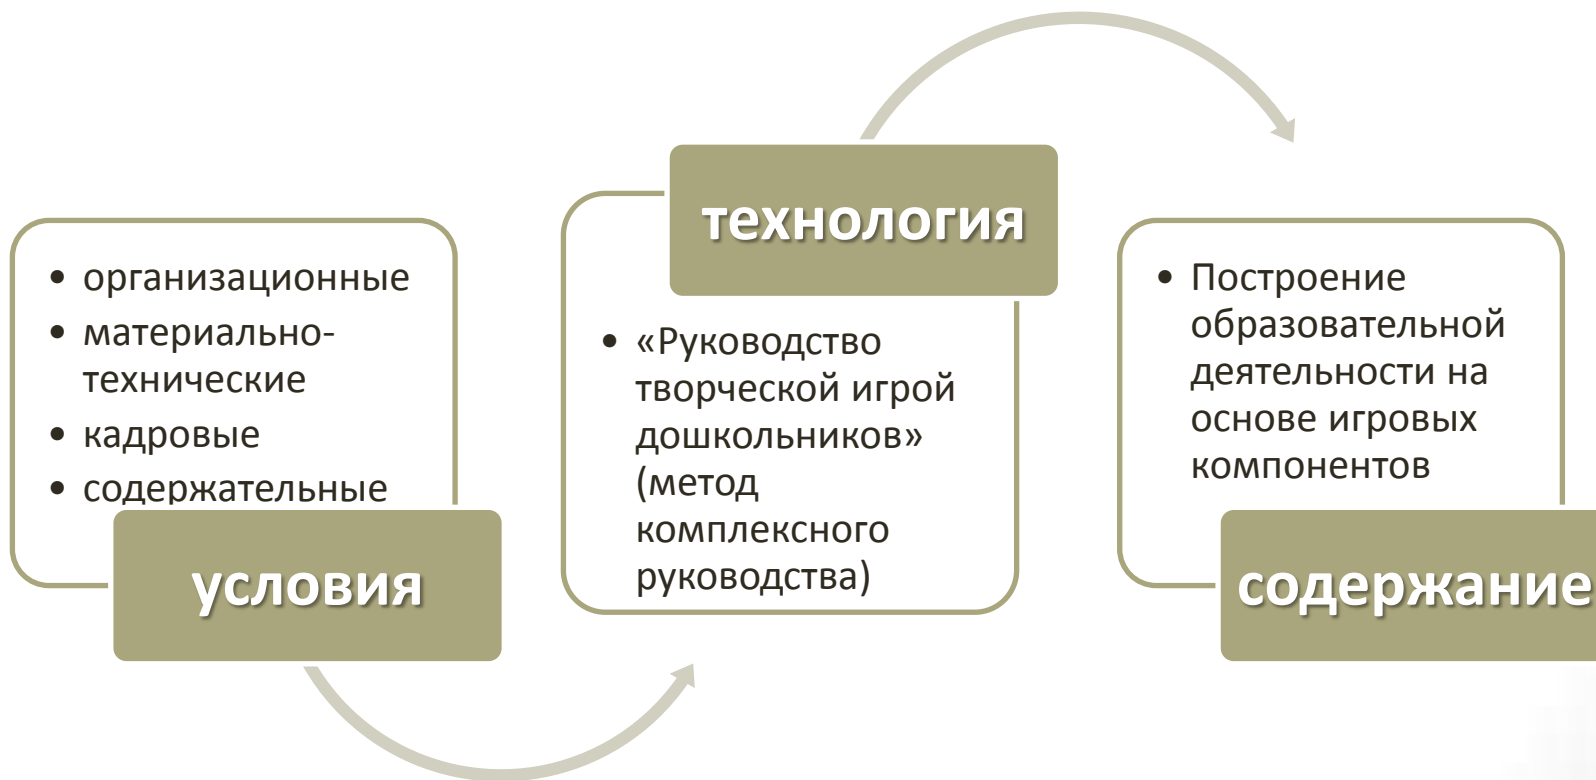 • организационные
• материально-
технические
• кадровые
• содержательные
условия
технология
• «Руководство
творческой игрой
дошкольников»
(метод
комплексного
руководства)
• Построение
образовательной
деятельности на
основе игровых
компонентов
содержание